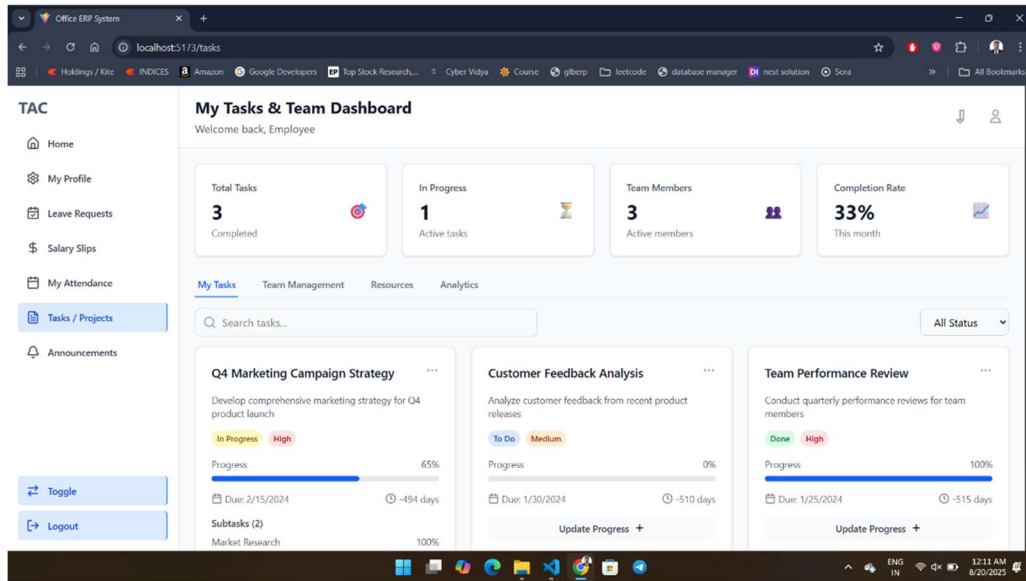 Office ERP System
localhost:5173/tasks
Holdings / Kite INDICES Amazon Google Developers Top Stock Research,... Cyber Vidya Course glberp leetcode database manager nest solution Sora » All Bookmarks
TAC
Home
My Profile
Leave Requests
Salary Slips
My Attendance
Tasks / Projects
Announcements
Toggle
Logout
My Tasks & Team Dashboard
Welcome back, Employee
Total Tasks
3
Completed
In Progress
1
Active tasks
Team Members
3
Active members
Completion Rate
33%
This month
My Tasks Team Management Resources Analytics
Search tasks...
All Status
Q4 Marketing Campaign Strategy
Develop comprehensive marketing strategy for Q4
product launch
In Progress High
Progress 65%
Due: 2/15/2024 -494 days
Subtasks (2)
Market Research 100%
Customer Feedback Analysis
Analyze customer feedback from recent product
releases
To Do Medium
Progress 0%
Due: 1/30/2024 -510 days
Update Progress +
Team Performance Review
Conduct quarterly performance reviews for team
members
Done High
Progress 100%
Due: 1/25/2024 -515 days
Update Progress +
ENG
IN
12:11 AM
8/20/2025